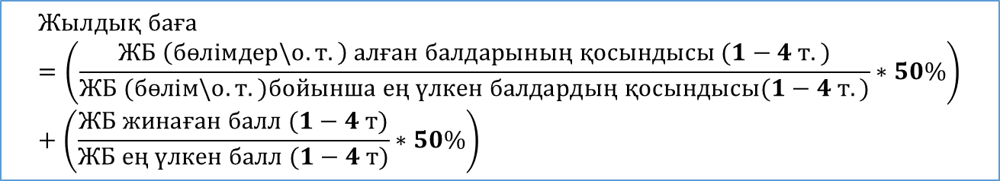 Жылдық баға
= (ЖБ (бөлімдер\о. т. ) алған балдарының қосындысы (1 − 4 т. )
ЖБ (бөлім\о. т. )бойынша ең үлкен балдардың қосындысы(1 − 4 т. ) * 50%)
+ (ЖБ жинаған балл (1 − 4 т)
ЖБ ең үлкен балл (1 − 4 т) * 50%)